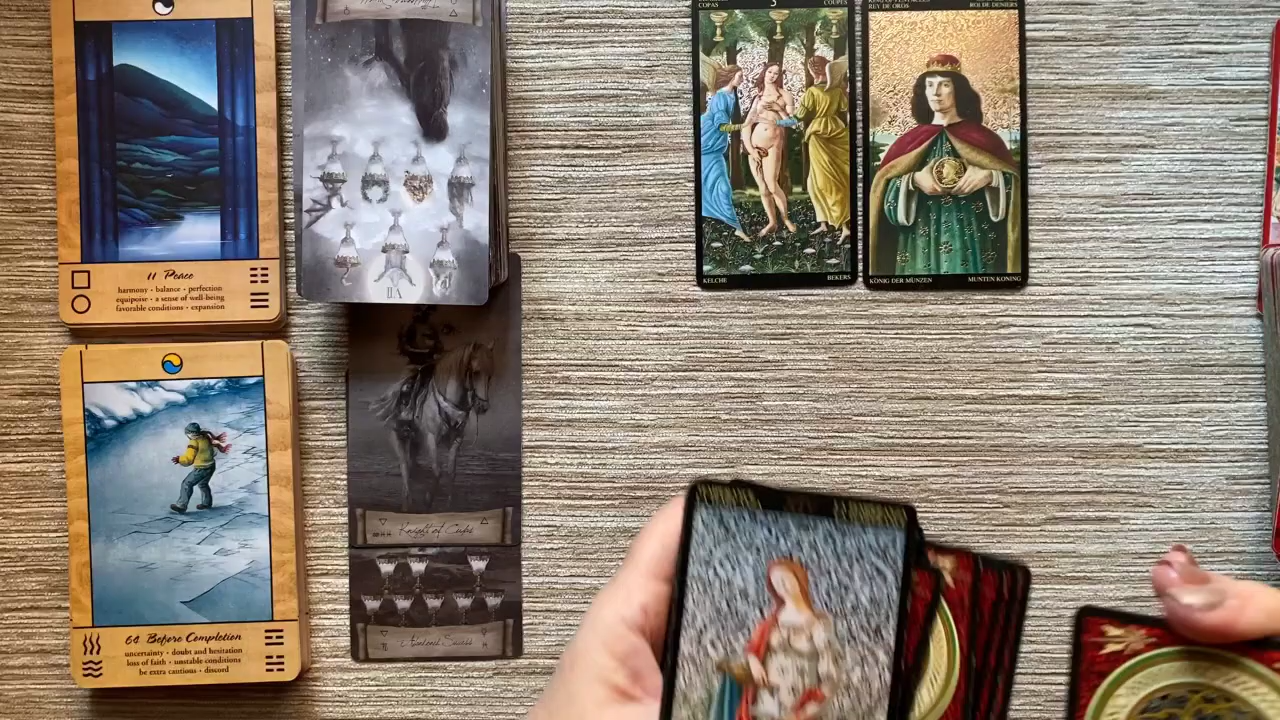 11 Peace
harmony • balance • perfection
equipoise • a sense of well-being
favorable conditions • expansion
64 Before Completion
uncertainty • doubt and hesitation
loss of faith • unstable conditions
be extra cautious • discord
VII
Knight of Cups
COPAS
3
COUPES
KELCHE
BEKERS
REY DE OROS
ROI DE DENIERS
KÖNIG DER MÜNZEN
MUNTEN KONING